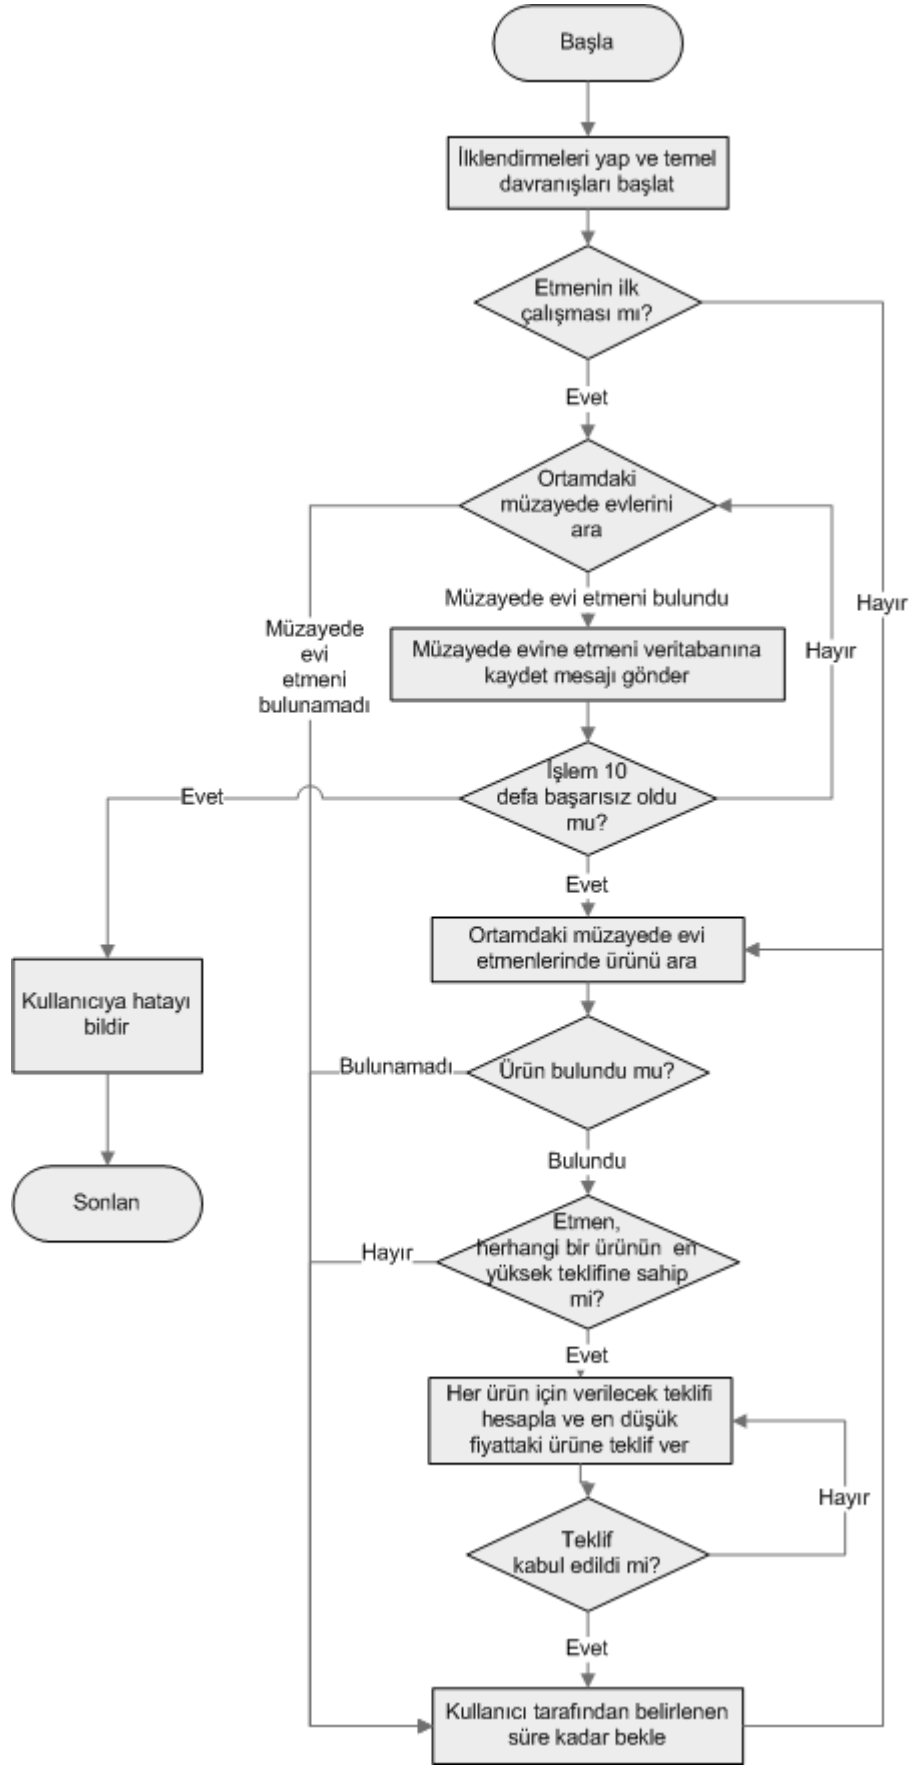 Başla
İlklendirmeleri yap ve temel
davranışları başlat
Etmenin ilk
çalışması mı?
Evet
Hayır
Ortamdaki
müzayede evlerini
ara
Müzayede evi etmeni bulundu
Müzayede
evi
etmeni
bulunamadı
Müzayede evine etmeni veritabanına
kaydet mesajı gönder
Hayır
İşlem 10
defa başarısız oldu
mu?
Evet
Evet
Ortamdaki müzayede evi
etmenlerinde ürünü ara
Kullanıcıya hatayı
bildir
Ürün bulundu mu?
Bulunamadı
Bulundu
Sonlan
Etmen,
herhangi bir ürünün en
yüksek teklifine sahip
mi?
Hayır
Evet
Her ürün için verilecek teklifi
hesapla ve en düşük
fiyattaki ürüne teklif ver
Hayır
Teklif
kabul edildi mi?
Evet
Kullanıcı tarafından belirlenen
süre kadar bekle